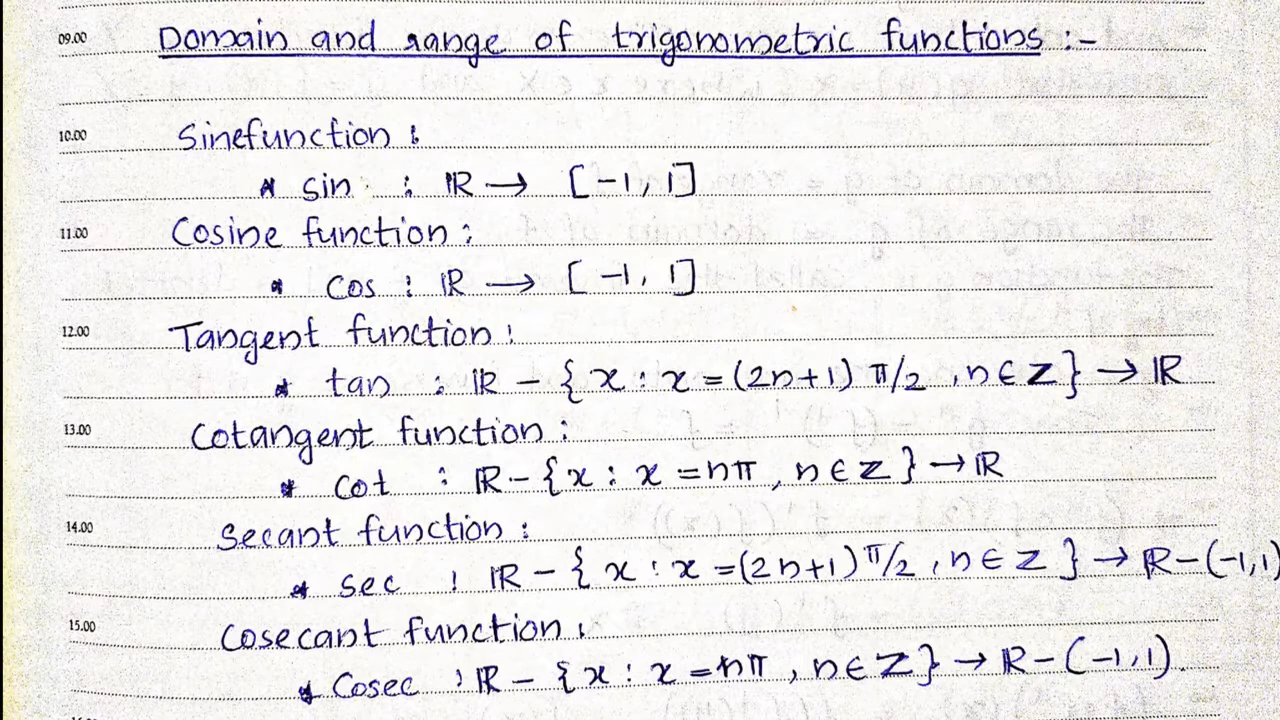 09.00 Domain and range of trigonometric functions :-
10.00 Sinefunction :
* sin : ℝ → [-1, 1]
11.00 Cosine function :
* cos : ℝ → [-1, 1]
12.00 Tangent function :
* tan : ℝ - { x : x = (2n+1) π/2 , n ∈ Z } → ℝ
13.00 Cotangent function :
* cot : ℝ - { x : x = nπ , n ∈ Z } → ℝ
14.00 Secant function :
* sec : ℝ - { x : x = (2n+1) π/2 , n ∈ Z } → ℝ - (-1,1)
15.00 Cosecant function :
* Cosec : ℝ - { x : x = nπ , n ∈ Z } → ℝ - (-1,1).